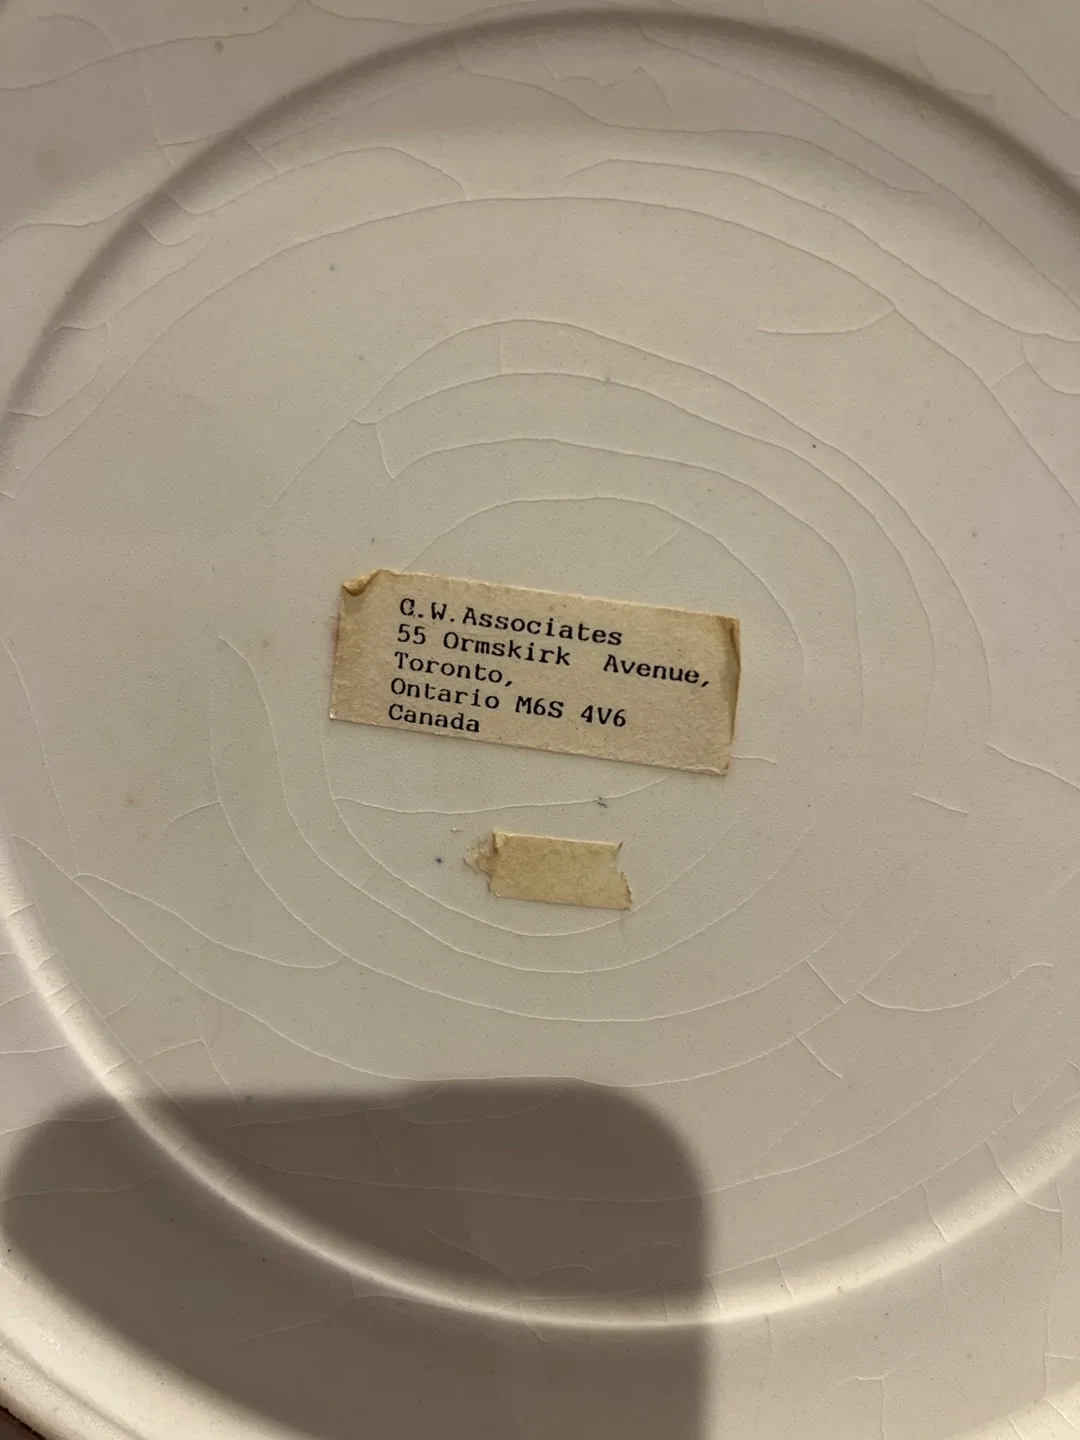 C.W.Associates
55 Ormskirk Avenue,
Toronto,
Ontario M6S 4V6
Canada